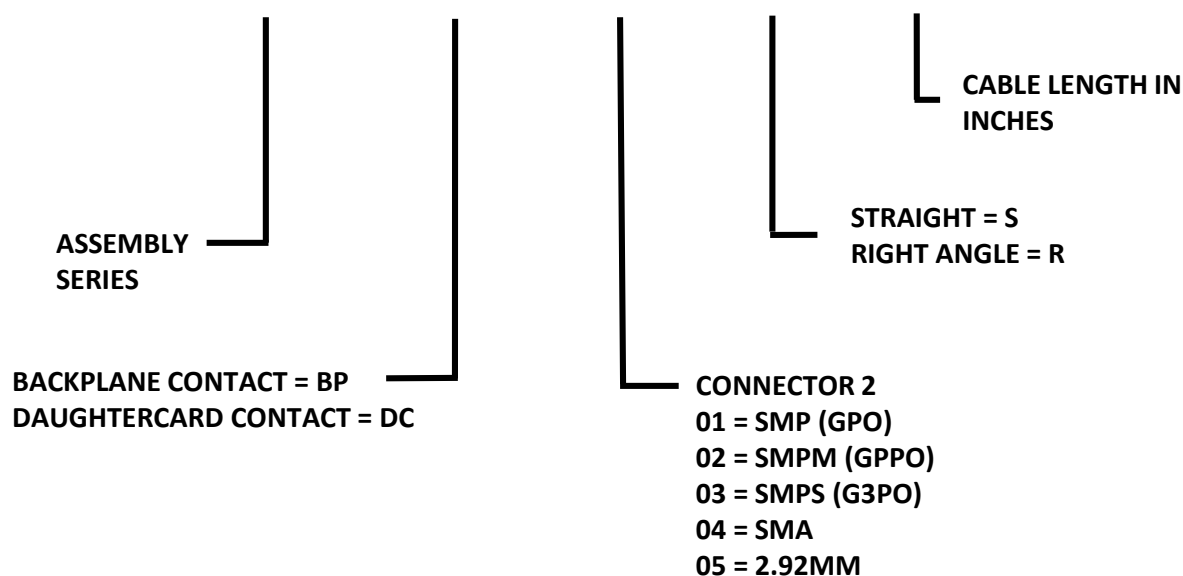 CABLE LENGTH IN
INCHES
STRAIGHT = S
RIGHT ANGLE = R
ASSEMBLY
SERIES
BACKPLANE CONTACT = BP
DAUGHTERCARD CONTACT = DC
CONNECTOR 2
01 = SMP (GPO)
02 = SMPM (GPPO)
03 = SMPS (G3PO)
04 = SMA
05 = 2.92MM